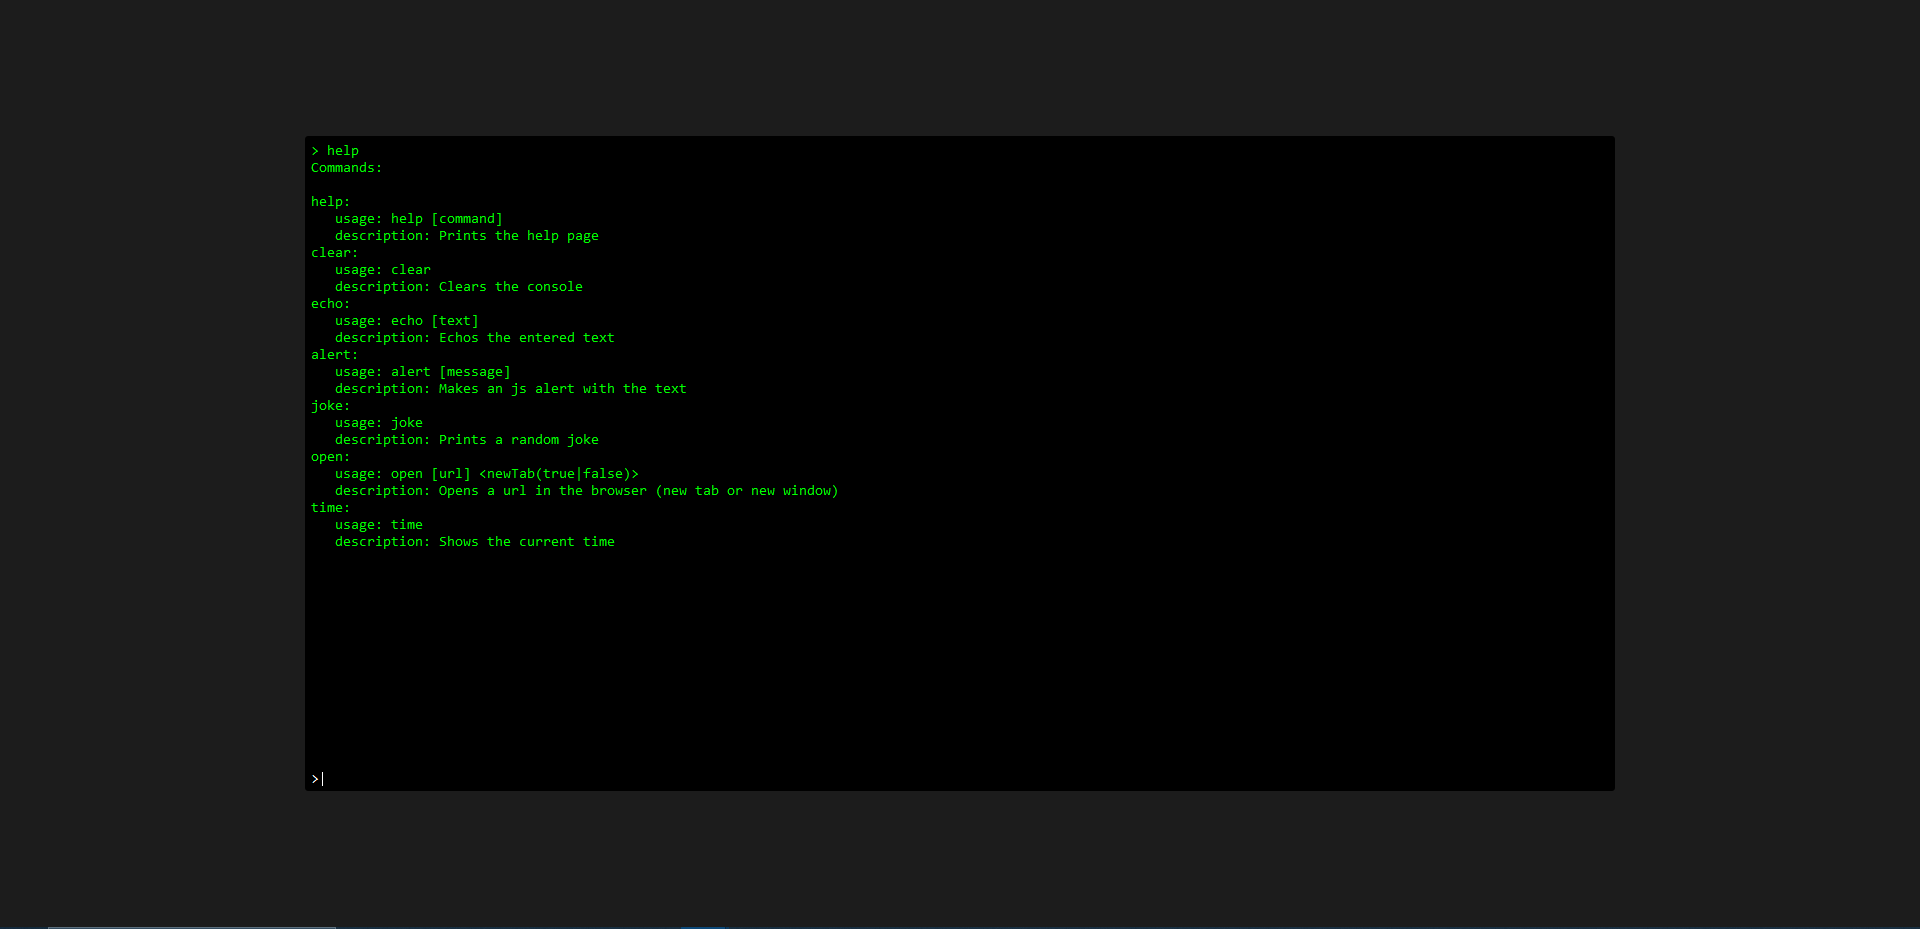 > help
Commands:

help:
   usage: help [command]
   description: Prints the help page
clear:
   usage: clear
   description: Clears the console
echo:
   usage: echo [text]
   description: Echos the entered text
alert:
   usage: alert [message]
   description: Makes an js alert with the text
joke:
   usage: joke
   description: Prints a random joke
open:
   usage: open [url] <newTab(true|false)>
   description: Opens a url in the browser (new tab or new window)
time:
   usage: time
   description: Shows the current time
>